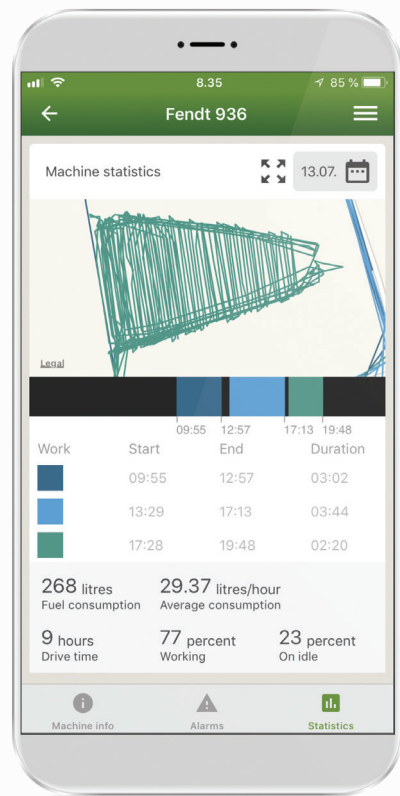 8.35
85 %
Fendt 936
Machine statistics
13.07.
Legal
09:55 12:57 17:13 19:48
Work Start End Duration
09:55 12:57 03:02
13:29 17:13 03:44
17:28 19:48 02:20
268 litres 29.37 litres/hour
Fuel consumption Average consumption
9 hours 77 percent 23 percent
Drive time Working On idle
Machine info Alarms Statistics